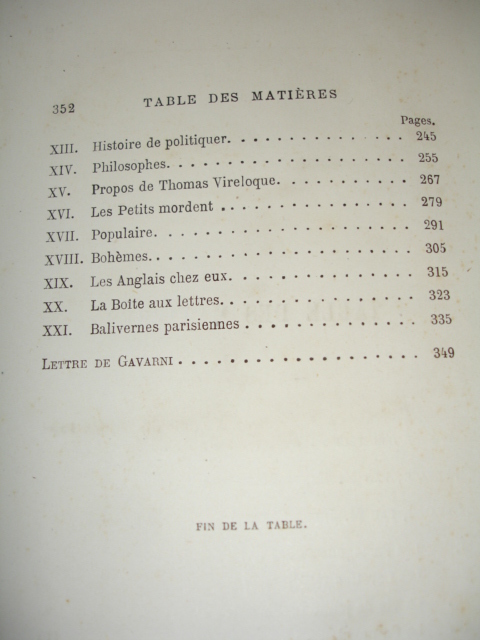 352 TABLE DES MATIÈRES
Pages.
XIII. Histoire de politiquer. . . . . . . . . . . . . . . 245
XIV. Philosophes. . . . . . . . . . . . . . . . . . . 255
XV. Propos de Thomas Vireloque. . . . . . . . . . . 267
XVI. Les Petits mordent . . . . . . . . . . . . . . . 279
XVII. Populaire. . . . . . . . . . . . . . . . . . . . 291
XVIII. Bohèmes. . . . . . . . . . . . . . . . . . . . 305
XIX. Les Anglais chez eux. . . . . . . . . . . . . . 315
XX. La Boîte aux lettres. . . . . . . . . . . . . . . 323
XXI. Balivernes parisiennes . . . . . . . . . . . . . 335
LETTRE DE GAVARNI . . . . . . . . . . . . . . . . . . 349
FIN DE LA TABLE.